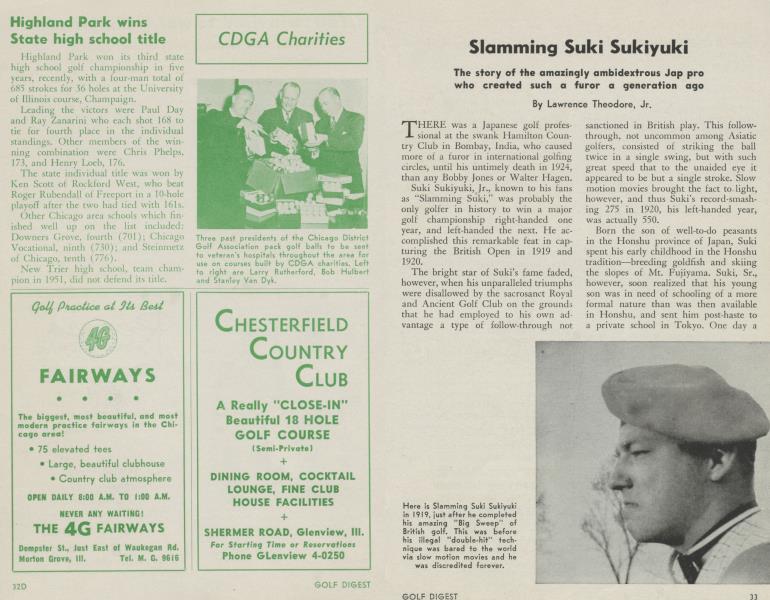 Highland Park wins
State high school title
Highland Park won its third state
high school golf championship in five
years, recently, with a four-man total of
685 strokes for 36 holes at the University
of Illinois course, Champaign.
Leading the victors were Paul Day
and Ray Zanarini who each shot 168 to
tie for fourth place in the individual
standings. Other members of the win-
ning combination were Chris Phelps,
173, and Henry Loeb, 176.
The state individual title was won by
Ken Scott of Rockford West, who beat
Roger Rubendall of Freeport in a 10-hole
playoff after the two had tied with 161s.
Other Chicago area schools which fin-
ished well up on the list included:
Downers Grove, fourth (701); Chicago
Vocational, ninth (730); and Steinmetz
of Chicago, tenth (776).
New Trier high school, team cham-
pion in 1951, did not defend its title.
CDGA Charities
Three past presidents of the Chicago District
Golf Association pack golf balls to be sent
to veteran's hospitals throughout the area for
use on courses built by CDGA charities. Left
to right are Larry Rutherford, Bob Hulbert
and Stanley Van Dyk.
Golf Practice at Its Best
4G
FAIRWAYS
The biggest, most beautiful, and most
modern practice fairways in the Chi-
cago area!
• 75 elevated tees
• Large, beautiful clubhouse
• Country club atmosphere
OPEN DAILY 8:00 A.M. TO 1:00 A.M.
NEVER ANY WAITING!
THE 4G FAIRWAYS
Dempster St., Just East of Waukegan Rd.
Morton Grove, Ill. Tel. M. G. 9616
CHESTERFIELD
COUNTRY
CLUB
A Really "CLOSE-IN"
Beautiful 18 HOLE
GOLF COURSE
(Semi-Private)
+
DINING ROOM, COCKTAIL
LOUNGE, FINE CLUB
HOUSE FACILITIES
+
SHERMER ROAD, Glenview, Ill.
For Starting Time or Reservations
Phone GLenview 4-0250
32D
GOLF DIGEST
Slamming Suki Sukiyuki
The story of the amazingly ambidextrous Jap pro
who created such a furor a generation ago
By Lawrence Theodore, Jr.
THERE was a Japanese golf profes-
sional at the swank Hamilton Coun-
try Club in Bombay, India, who caused
more of a furor in international golfing
circles, until his untimely death in 1924,
than any Bobby Jones or Walter Hagen.
Suki Sukiyuki, Jr., known to his fans
as "Slamming Suki," was probably the
only golfer in history to win a major
golf championship right-handed one
year, and left-handed the next. He ac-
complished this remarkable feat in cap-
turing the British Open in 1919 and
1920.
The bright star of Suki's fame faded,
however, when his unparalleled triumphs
were disallowed by the sacrosanct Royal
and Ancient Golf Club on the grounds
that he had employed to his own ad-
vantage a type of follow-through not
sanctioned in British play. This follow-
through, not uncommon among Asiatic
golfers, consisted of striking the ball
twice in a single swing, but with such
great speed that to the unaided eye it
appeared to be but a single stroke. Slow
motion movies brought the fact to light,
however, and thus Suki's record-smash-
ing 275 in 1920, his left-handed year,
was actually 550.
Born the son of well-to-do peasants
in the Honshu province of Japan, Suki
spent his early childhood in the Honshu
tradition—breeding goldfish and skiing
the slopes of Mt. Fujiyama. Suki, Sr.,
however, soon realized that his young
son was in need of schooling of a more
formal nature than was then available
in Honshu, and sent him post-haste to
a private school in Tokyo. One day a
Here is Slamming Suki Sukiyuki
in 1919, just after he completed
his amazing "Big Sweep" of
British golf. This was before
his illegal "double-hit" tech-
nique was bared to the world
via slow motion movies and he
was discredited forever.
GOLF DIGEST
33